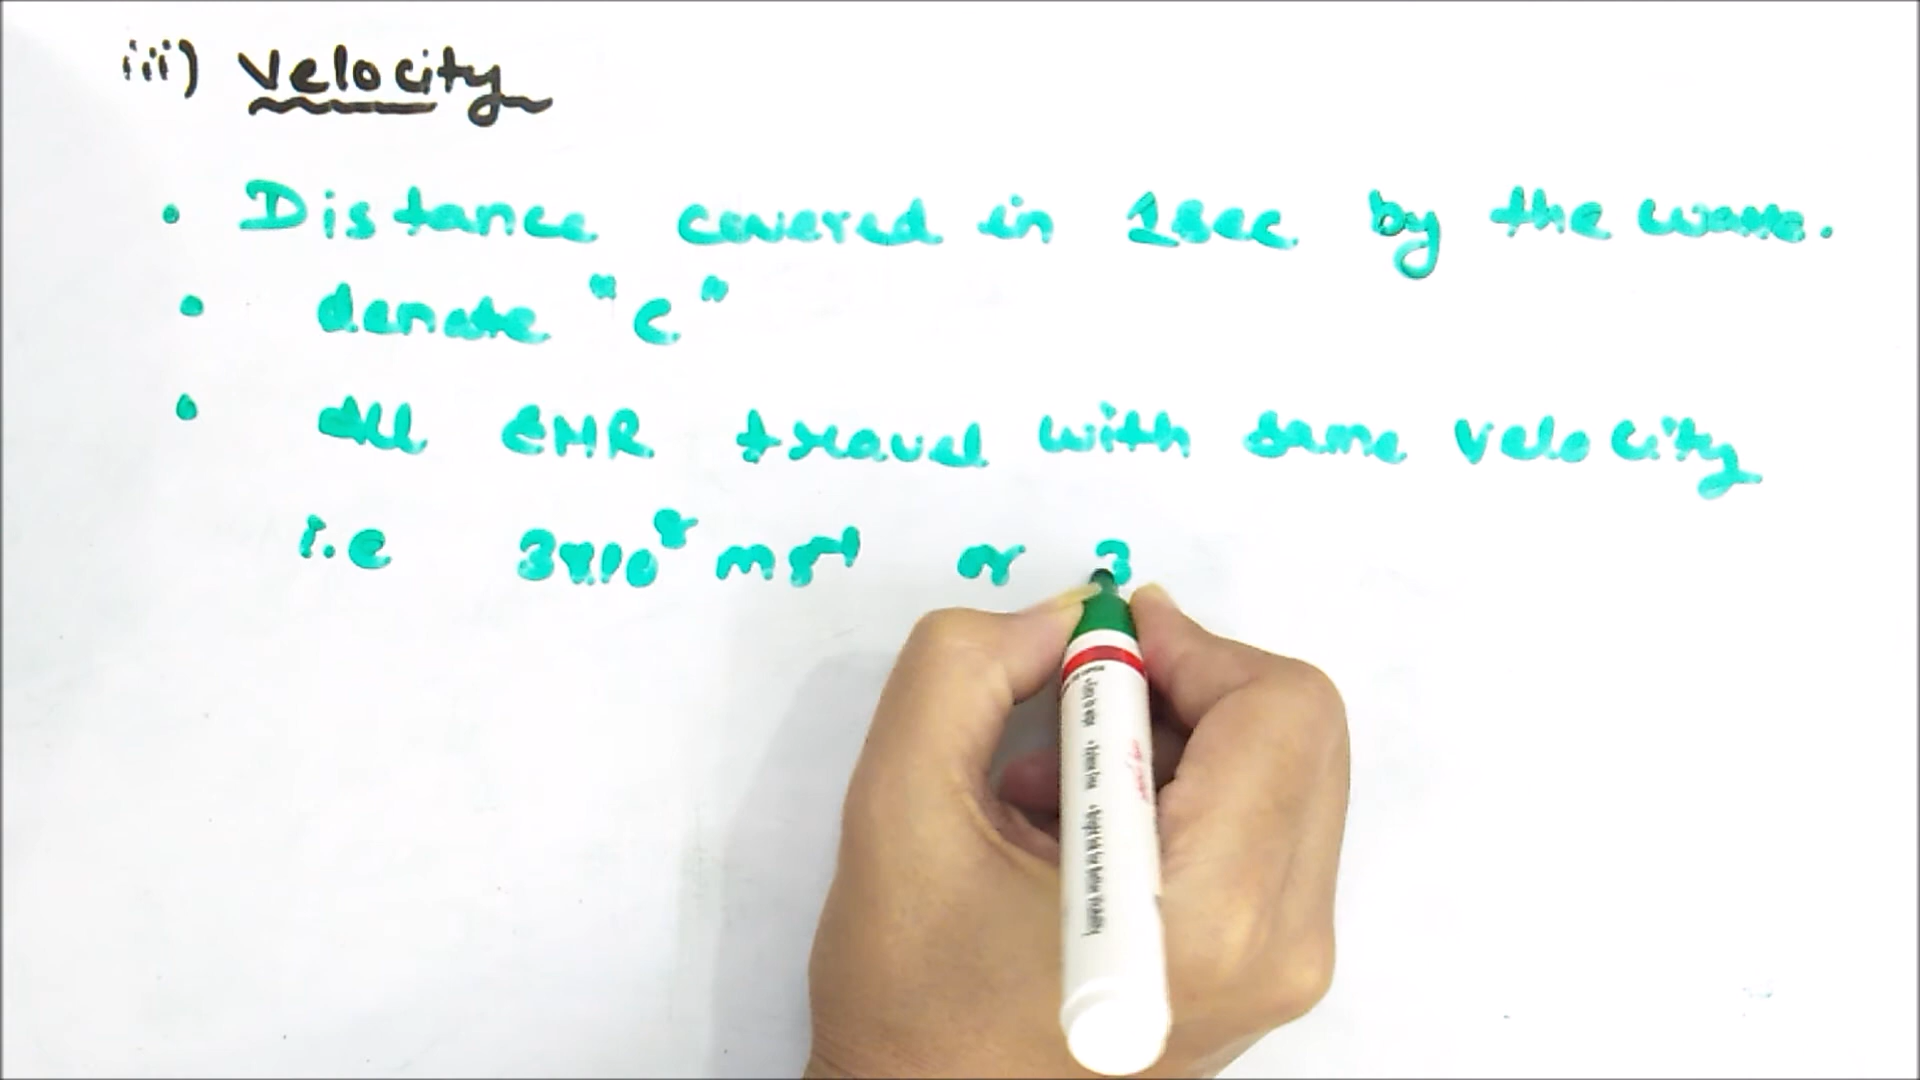 iii) Velocity
• Distance covered in 1sec by the wave.
• denote "c"
• All EMR travel with same velocity
i.e 3x10⁸ ms⁻¹ or 3